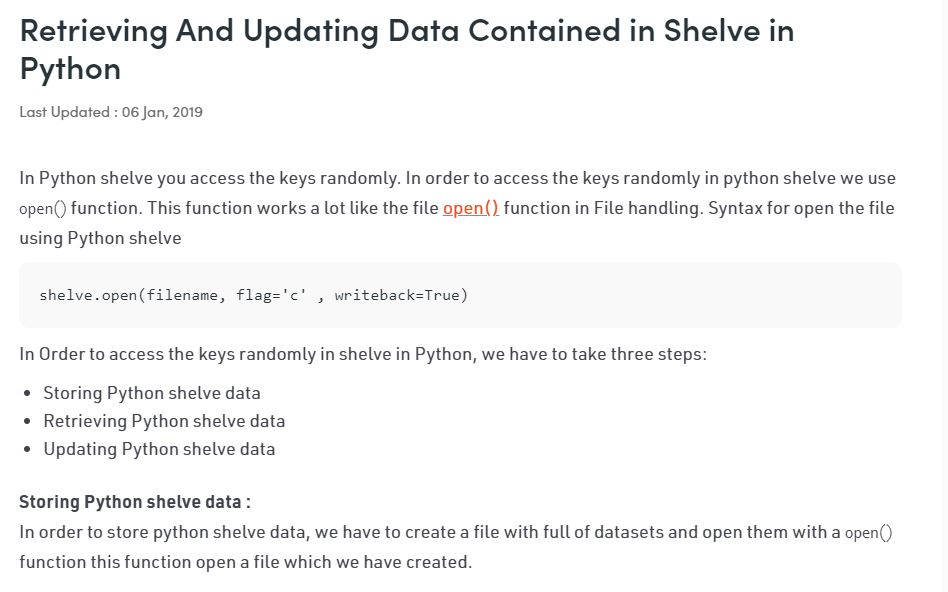 Retrieving And Updating Data Contained in Shelve in
Python
Last Updated : 06 Jan, 2019
In Python shelve you access the keys randomly. In order to access the keys randomly in python shelve we use
open() function. This function works a lot like the file open() function in File handling. Syntax for open the file
using Python shelve
shelve.open(filename, flag='c' , writeback=True)
In Order to access the keys randomly in shelve in Python, we have to take three steps:
• Storing Python shelve data
• Retrieving Python shelve data
• Updating Python shelve data
Storing Python shelve data :
In order to store python shelve data, we have to create a file with full of datasets and open them with a open()
function this function open a file which we have created.